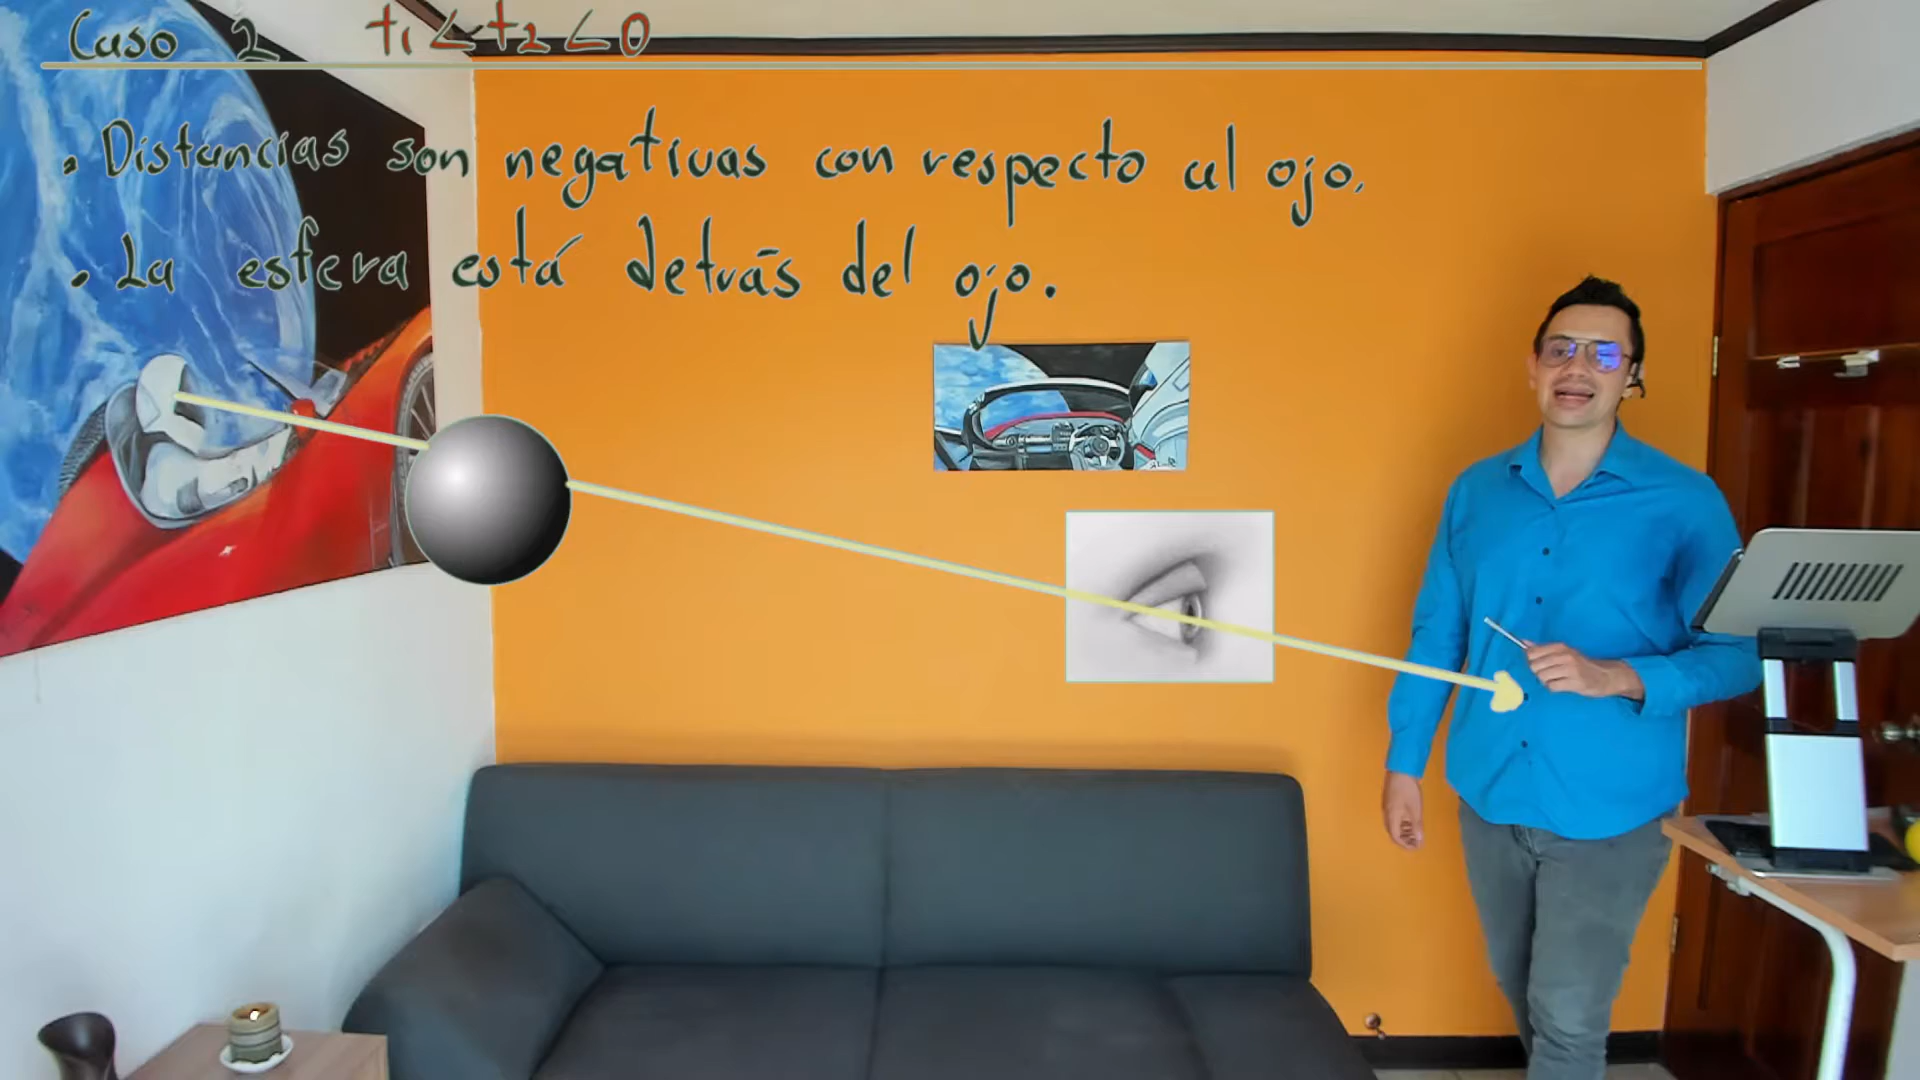 Caso 2 t₁ < t₂ < 0
• Distancias son negativas con respecto al ojo.
• La esfera está detrás del ojo.